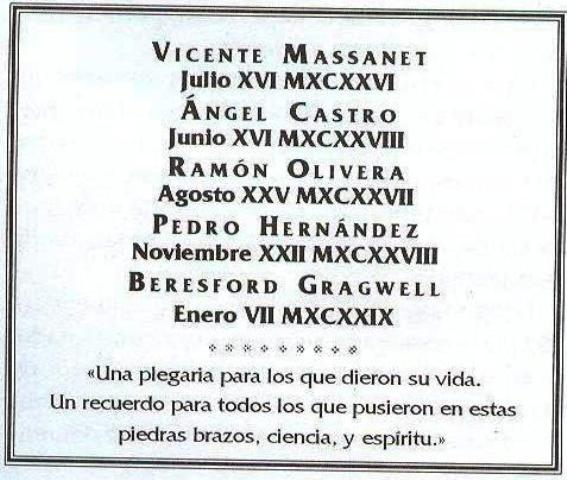 VICENTE MASSANET
Julio XVI MXCXXVI
ÁNGEL CASTRO
Junio XVI MXCXXVIII
RAMÓN OLIVERA
Agosto XXV MXCXXVII
PEDRO HERNÁNDEZ
Noviembre XXII MXCXXVIII
BERESFORD GRAGWELL
Enero VII MXCXXIX
«Una plegaria para los que dieron su vida.
Un recuerdo para todos los que pusieron en estas
piedras brazos, ciencia, y espíritu.»